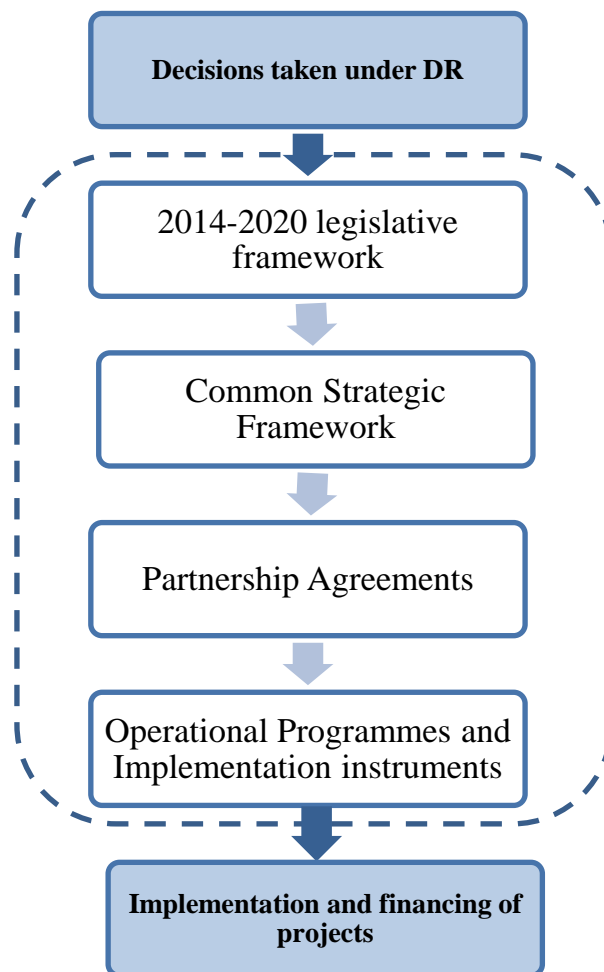 Decisions taken under DR
2014-2020 legislative
framework
Common Strategic
Framework
Partnership Agreements
Operational Programmes and
Implementation instruments
Implementation and financing of
projects